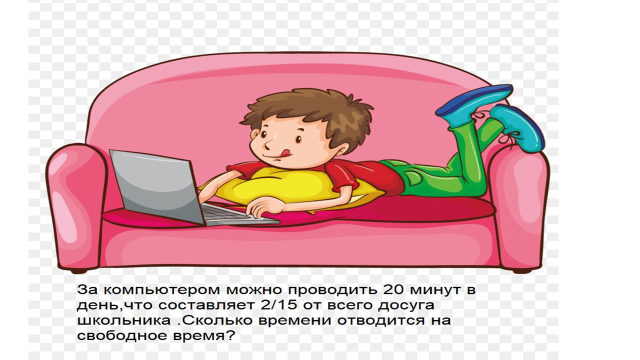 За компьютером можно проводить 20 минут в
день,что составляет 2/15 от всего досуга
школьника .Сколько времени отводится на
свободное время?